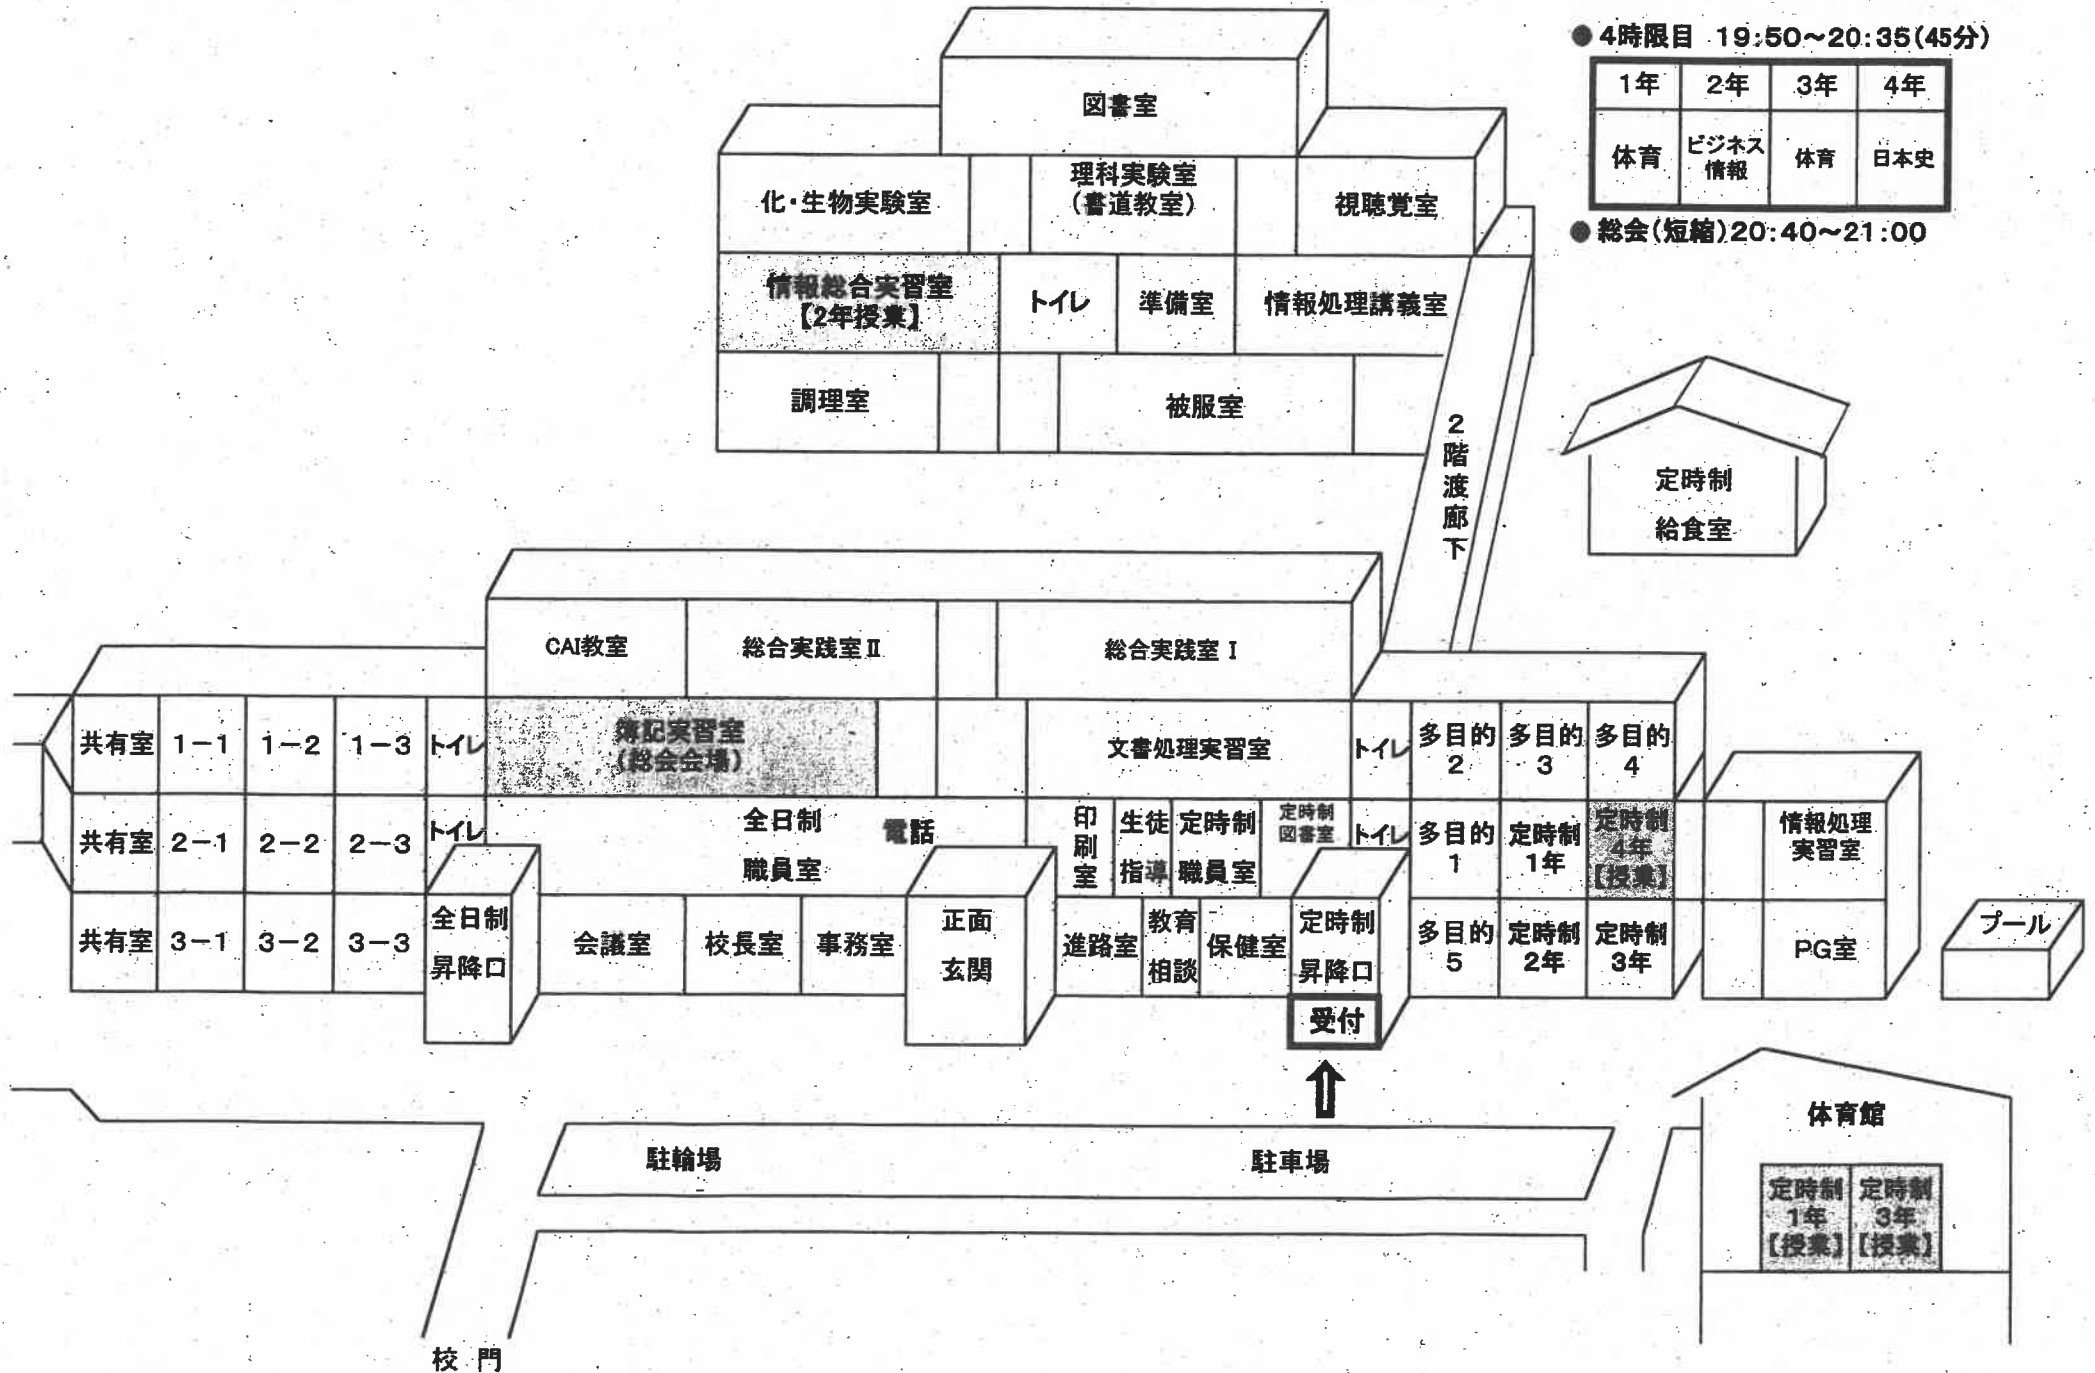 ● 4時限目 19:50～20:35(45分)
1年 2年 3年 4年
体育 ビジネス情報 体育 日本史
● 総会(短縮)20:40～21:00
図書室
化・生物実験室
理科実験室
(書道教室)
視聴覚室
情報総合実習室
【2年授業】
トイレ
準備室
情報処理講義室
調理室
被服室
2階渡廊下
定時制
給食室
CAI教室
総合実践室Ⅱ
総合実践室Ⅰ
共有室
1-1
1-2
1-3
トイレ
簿記実習室
(総会会場)
文書処理実習室
トイレ
多目的
2
多目的
3
多目的
4
共有室
2-1
2-2
2-3
トイレ
全日制
職員室
電話
印刷室
生徒
指導
定時制
職員室
定時制
図書室
トイレ
多目的
1
定時制
1年
定時制
4年
【授業】
情報処理
実習室
共有室
3-1
3-2
3-3
全日制
昇降口
会議室
校長室
事務室
正面
玄関
進路室
教育
相談
保健室
定時制
昇降口
多目的
5
定時制
2年
定時制
3年
PG室
プール
受付
駐輪場
駐車場
体育館
定時制
1年
【授業】
定時制
3年
【授業】
校門